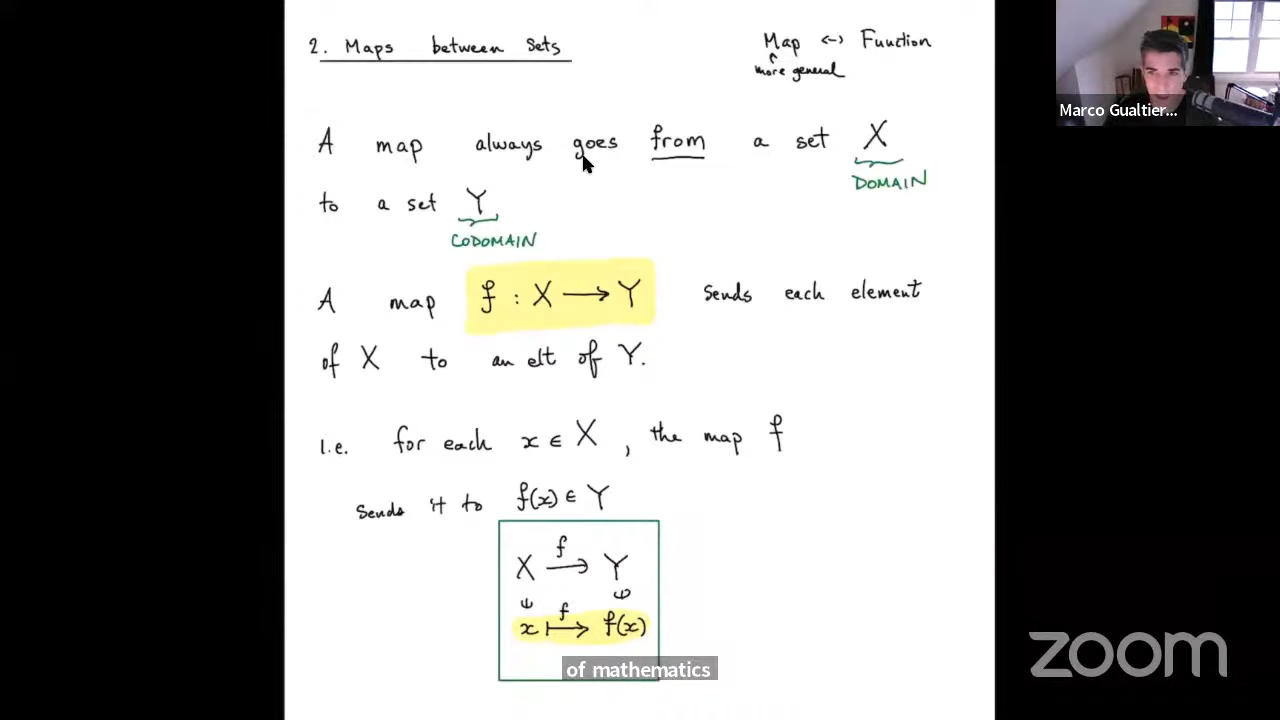 2. Maps between Sets
Map ↔ Function
↑
more general
Marco Gualtier...
A map always goes from a set X
DOMAIN
to a set Y
CODOMAIN
A map f : X ⟶ Y sends each element
of X to an elt of Y.
I.e. for each x ∈ X , the map f
sends it to f(x) ∈ Y
f
X ⟶ Y
f
x ⟼ f(x)
of mathematics
zoom